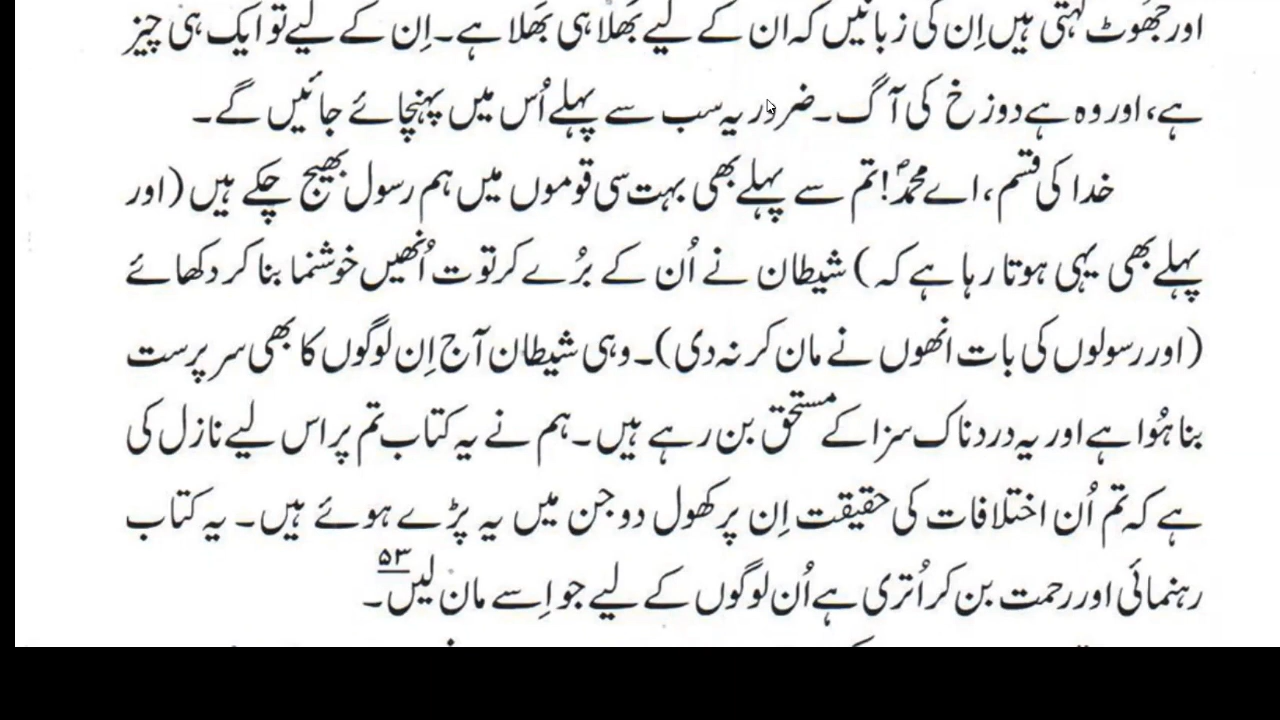 اور جھُوٹ کہتی ہیں اِن کی زبانیں کہ ان کے لیے بھَلا ہی بھَلا ہے۔ اِن کے لیے تو ایک ہی چیز
ہے، اور وہ ہے دوزخ کی آگ۔ ضرور یہ سب سے پہلے اُس میں پہنچائے جائیں گے۔
خدا کی قسم، اے محمدؐ! تم سے پہلے بھی بہت سی قوموں میں ہم رسول بھیج چکے ہیں (اور
پہلے بھی یہی ہوتا رہا ہے کہ) شیطان نے اُن کے بُرے کرتوت اُنھیں خوشنما بنا کر دکھائے
(اور رسولوں کی بات انھوں نے مان کر نہ دی)۔ وہی شیطان آج اِن لوگوں کا بھی سرپرست
بنا ہُوا ہے اور یہ دردناک سزا کے مستحق بن رہے ہیں۔ ہم نے یہ کتاب تم پر اس لیے نازل کی
ہے کہ تم اُن اختلافات کی حقیقت اِن پر کھول دو جن میں یہ پڑے ہوئے ہیں۔ یہ کتاب
رہنمائی اور رحمت بن کر اُتری ہے اُن لوگوں کے لیے جو اِسے مان لیں۵۳۔